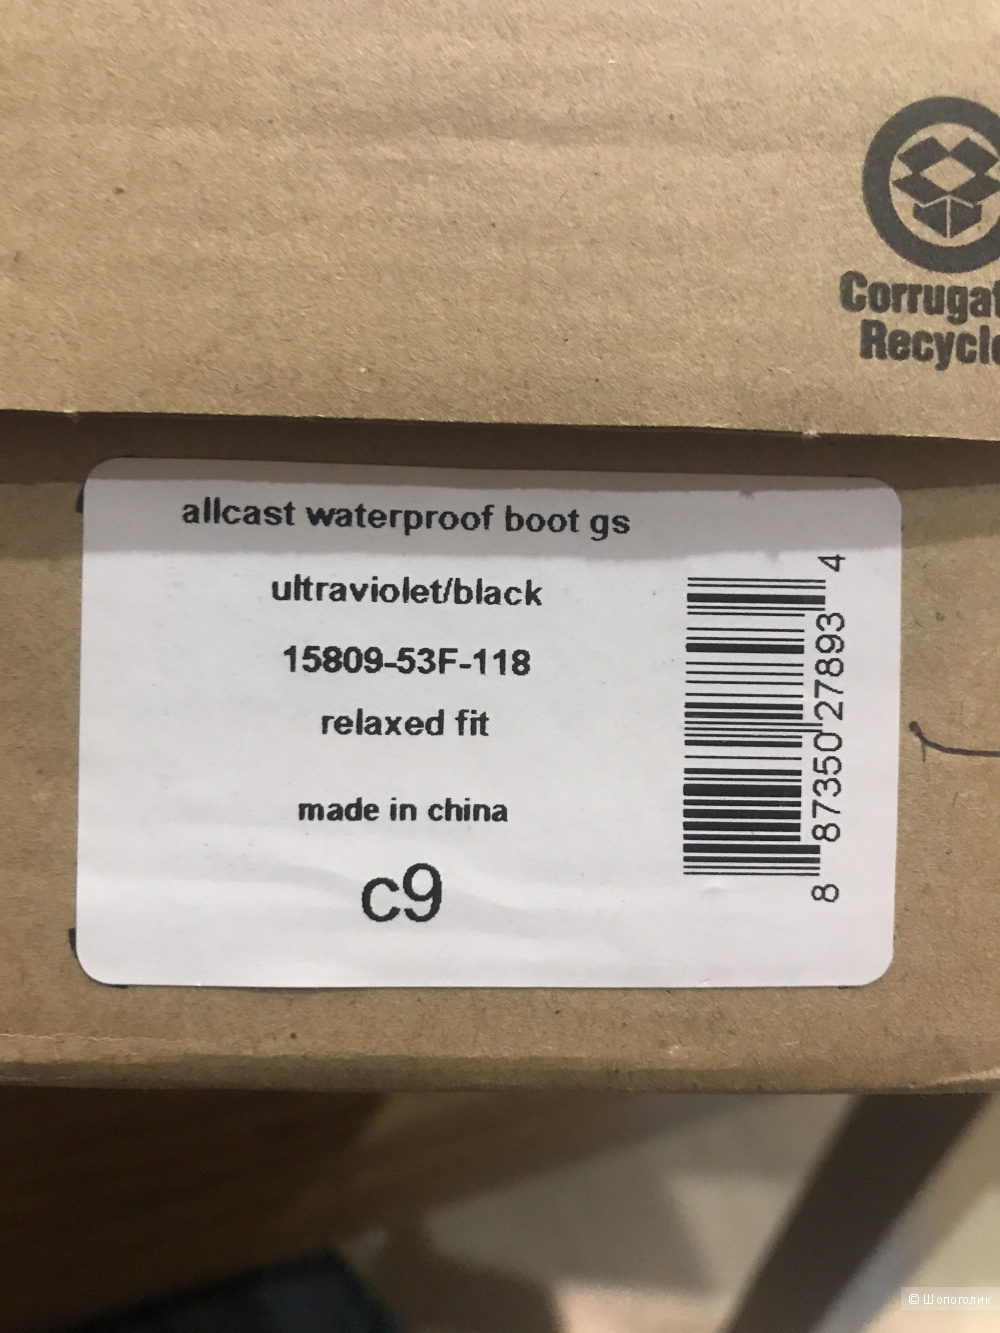 Corrugat
Recycle
allcast waterproof boot gs
ultraviolet/black
15809-53F-118
relaxed fit
made in china
c9
8 87350 27893 4
© Шопоголик